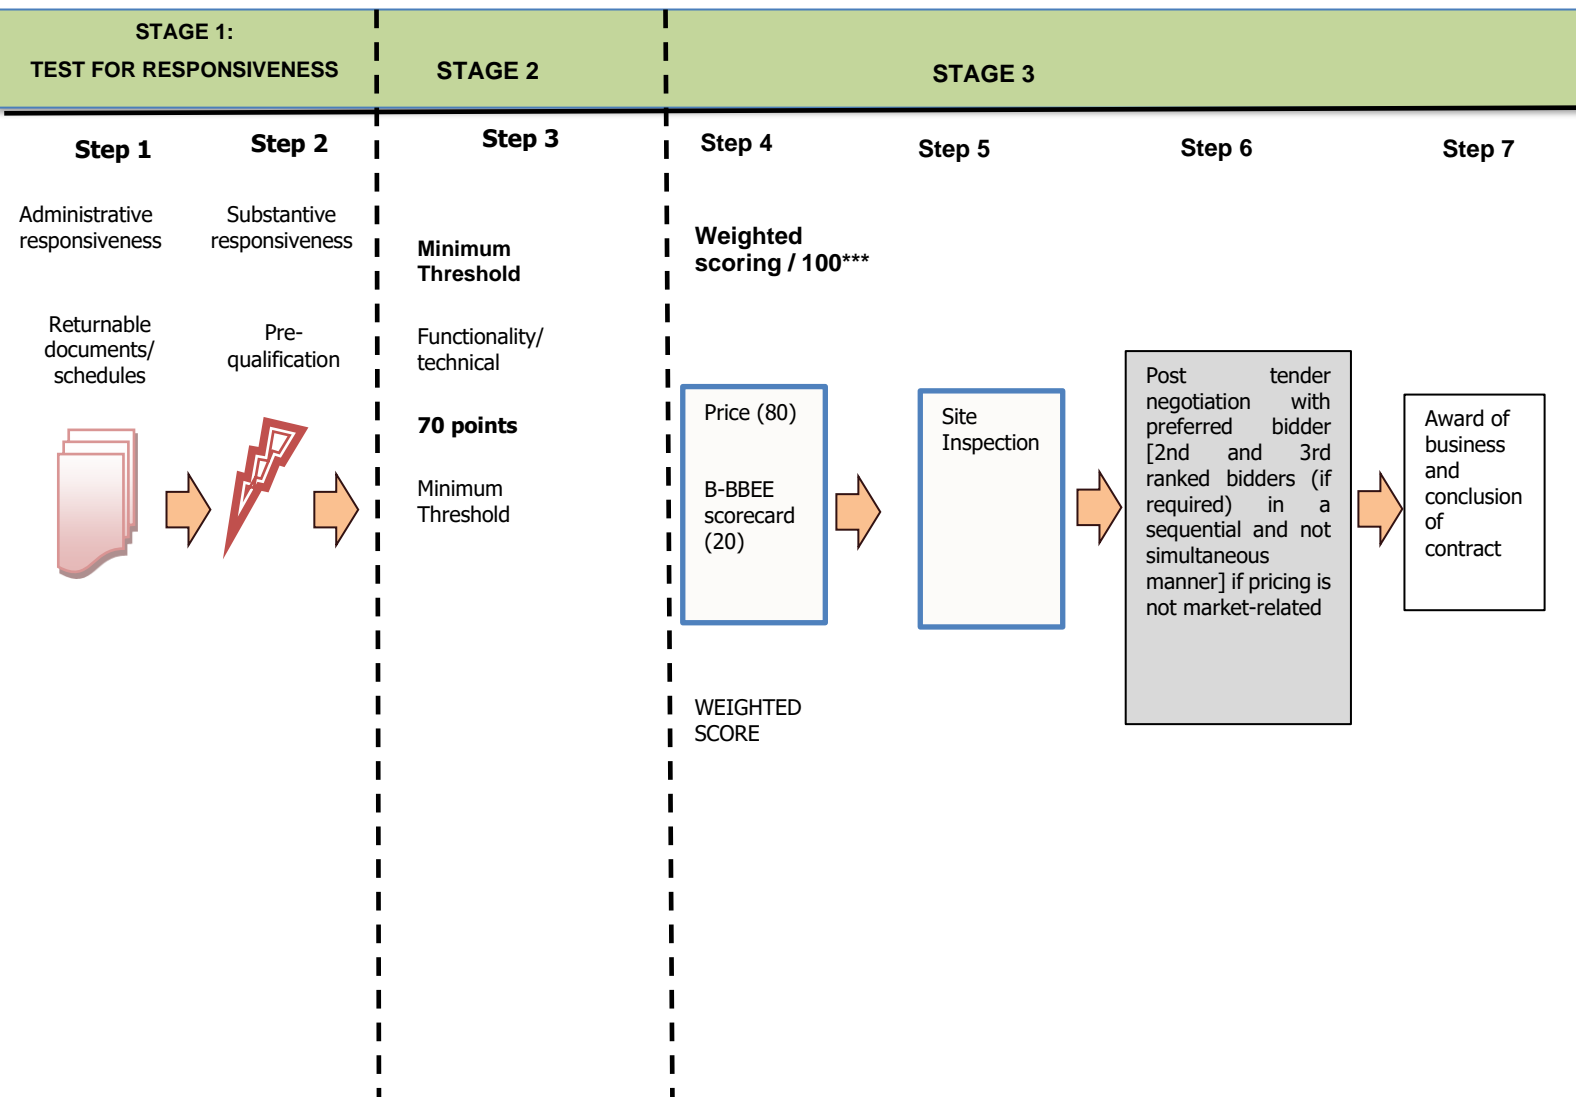 STAGE 1:
TEST FOR RESPONSIVENESS
STAGE 2
STAGE 3
Step 1
Step 2
Step 3
Step 4
Step 5
Step 6
Step 7
Administrative
responsiveness
Returnable
documents/
schedules
Substantive
responsiveness
Pre-
qualification
Minimum
Threshold
Functionality/
technical
70 points
Minimum
Threshold
Weighted
scoring / 100***
Price (80)
B-BBEE
scorecard
(20)
WEIGHTED
SCORE
Site
Inspection
Post tender
negotiation with
preferred bidder
[2nd and 3rd
ranked bidders (if
required) in a
sequential and not
simultaneous
manner] if pricing is
not market-related
Award of
business
and
conclusion
of
contract